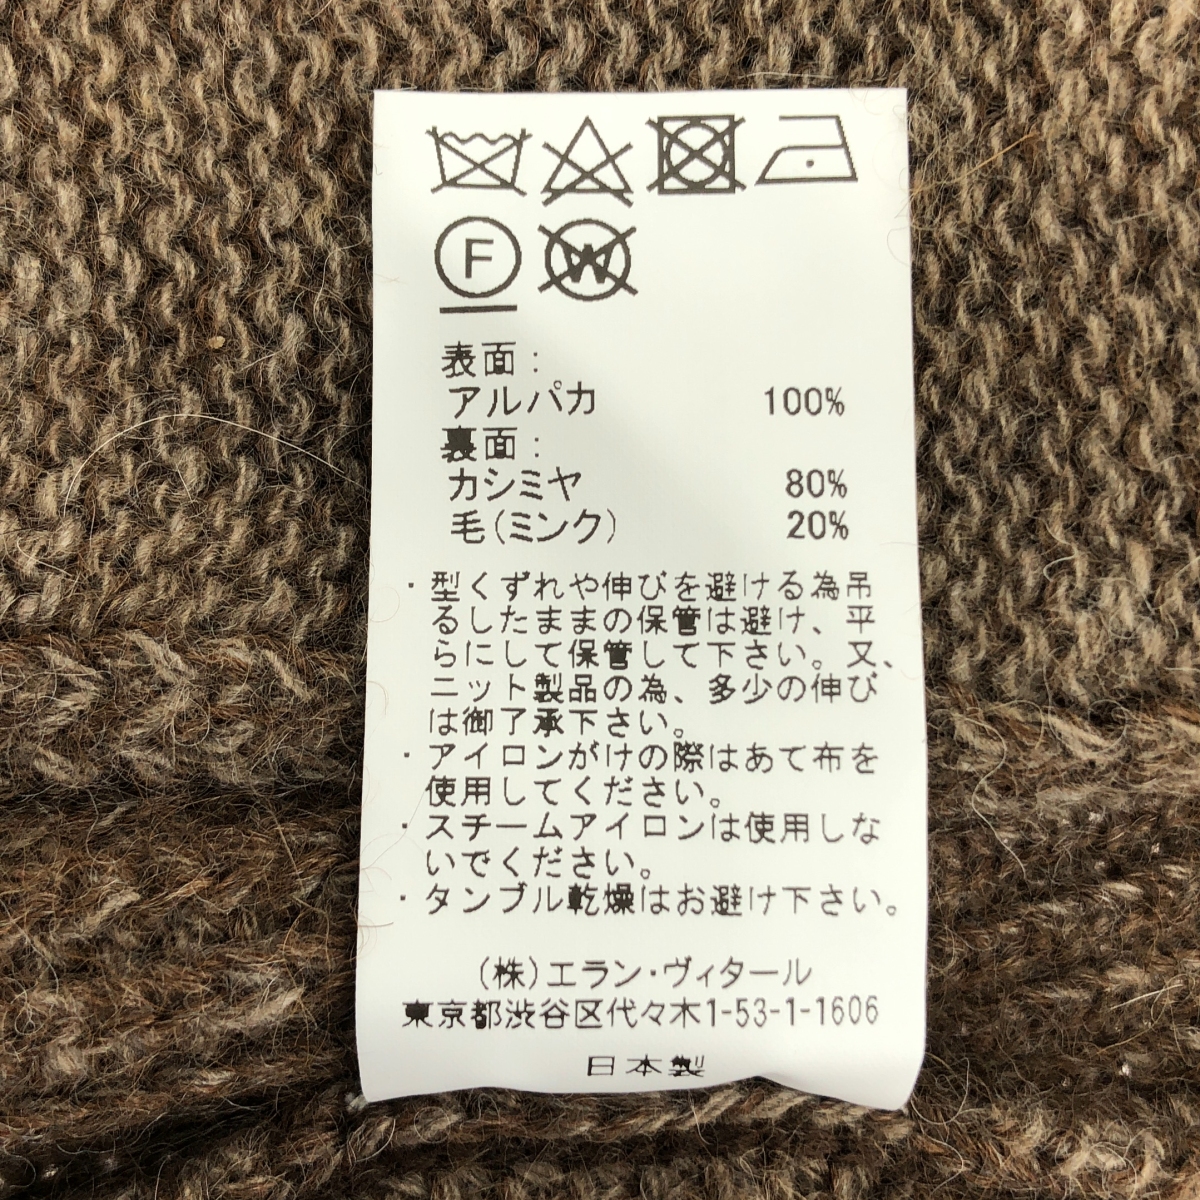 F W
表面:
アルパカ 100%
裏面:
カシミヤ 80%
毛(ミンク) 20%
・型くずれや伸びを避ける為吊
るしたままの保管は避け、平
らにして保管して下さい。又、
ニット製品の為、多少の伸び
は御了承下さい。
・アイロンがけの際はあて布を
使用してください。
・スチームアイロンは使用しな
いでください。
・タンブル乾燥はお避け下さい。
(株)エラン・ヴィタール
東京都渋谷区代々木1-53-1-1606
日本製